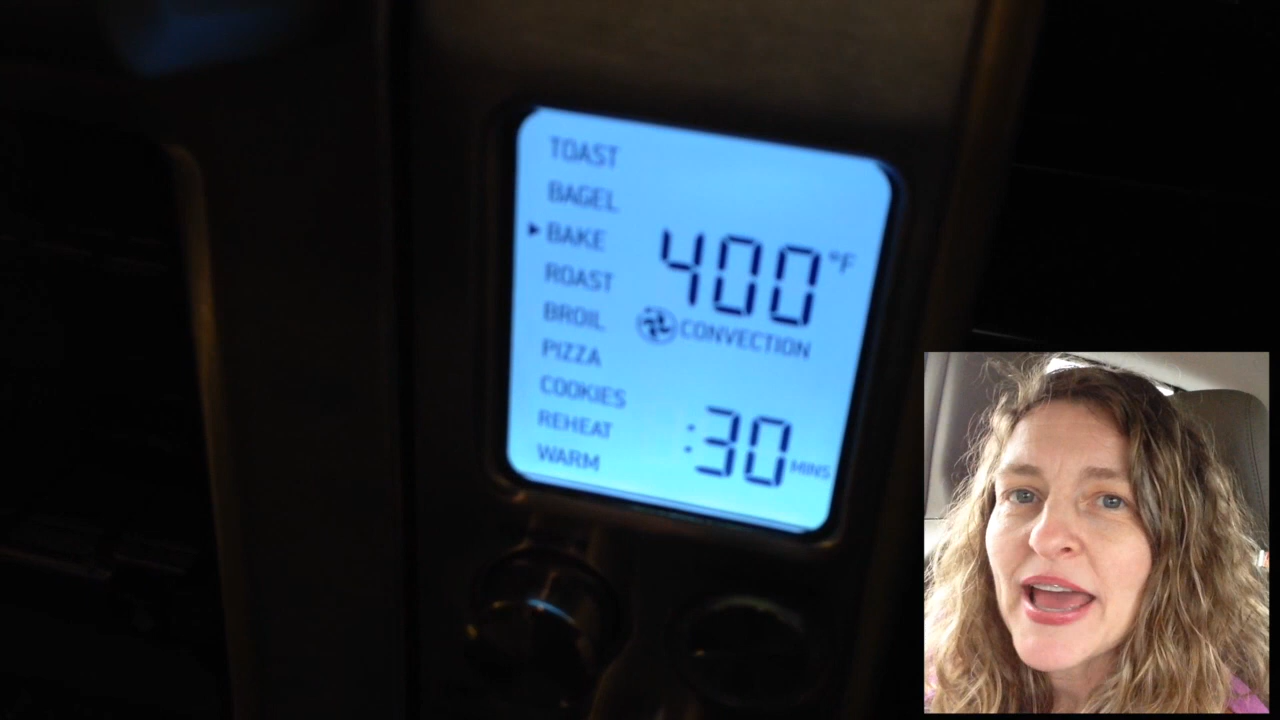 TOAST
BAGEL
BAKE
ROAST
BROIL
PIZZA
COOKIES
REHEAT
WARM
400 °F
CONVECTION
:30 MINS